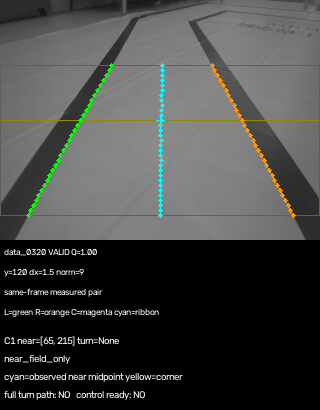 data_0320 VALID Q=1.00
y=120 dx=1.5 norm=9
same-frame measured pair
L=green R=orange C=magenta cyan=ribbon
C1 near=[65, 215] turn=None
near_field_only
cyan=observed near midpoint yellow=corner
full turn path: NO control ready: NO